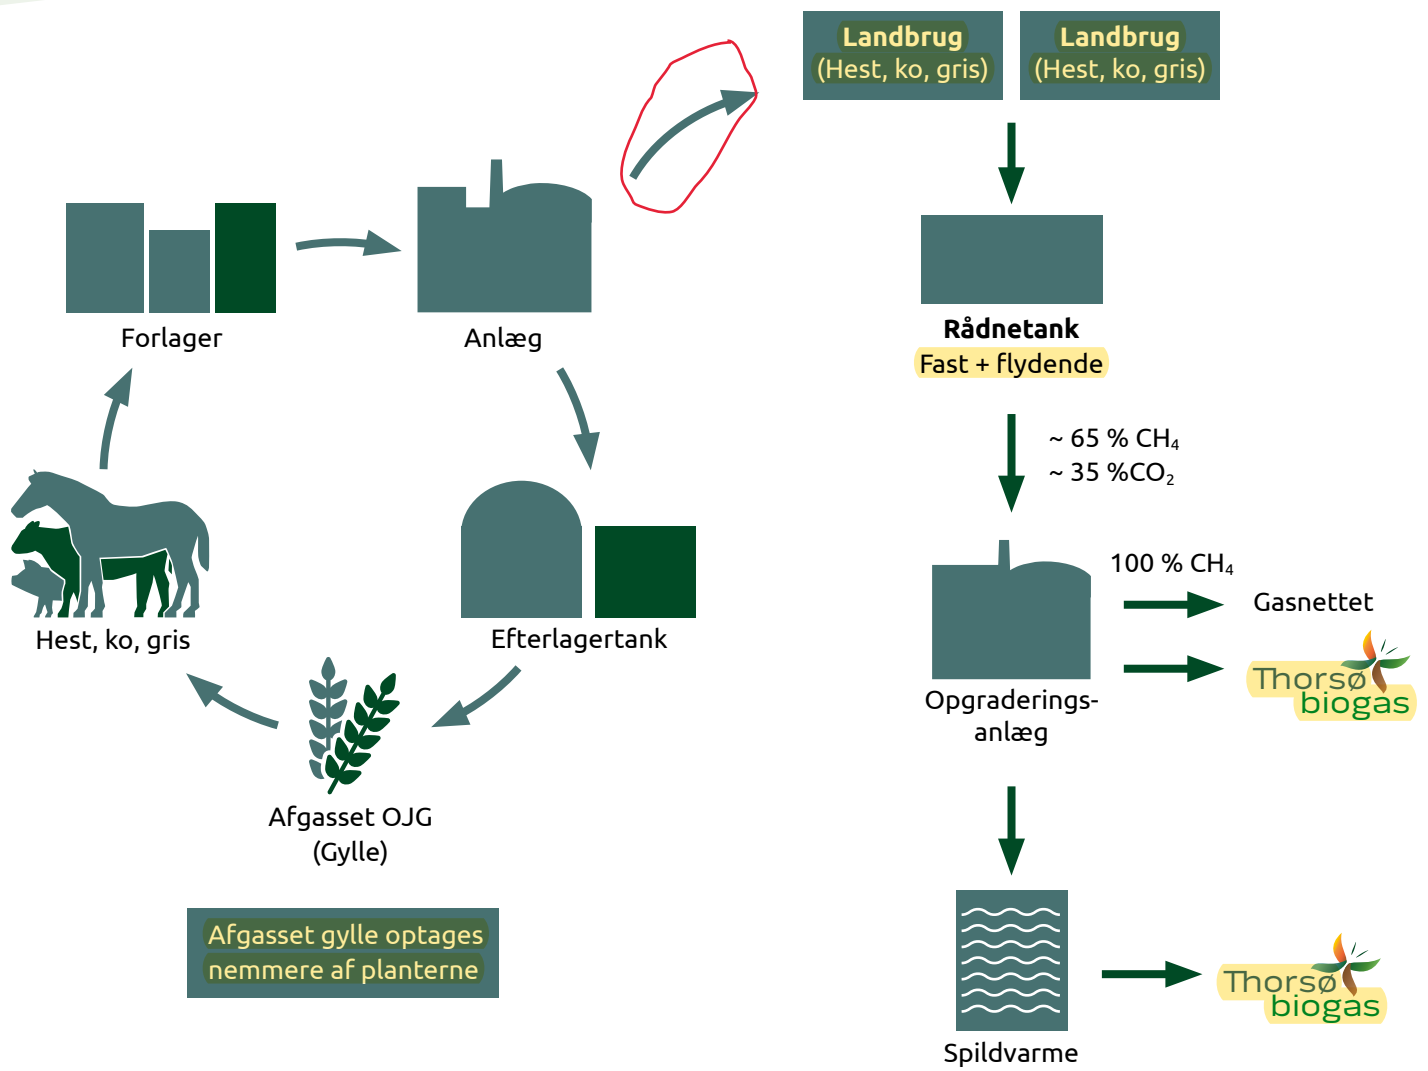 Landbrug
(Hest, ko, gris)
Landbrug
(Hest, ko, gris)
Forlager
Anlæg
Rådnetank
Fast + flydende
~ 65 % CH₄
~ 35 %CO₂
Hest, ko, gris
Efterlagertank
100 % CH₄
Gasnettet
Thorsø
biogas
Opgraderings-
anlæg
Afgasset OJG
(Gylle)
Afgasset gylle optages
nemmere af planterne
Thorsø
biogas
Spildvarme